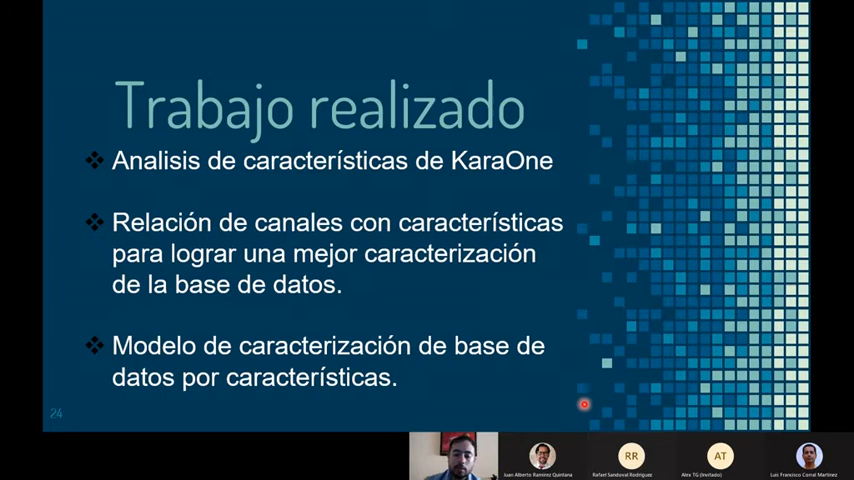 Trabajo realizado
❖ Analisis de características de KaraOne
❖ Relación de canales con características
para lograr una mejor caracterización
de la base de datos.
❖ Modelo de caracterización de base de
datos por características.
24
RR
AT
Juan Alberto Ramirez Quintana
Rafael Sandoval Rodriguez
Alex TG (Invitado)
Luis Francisco Corral Martinez